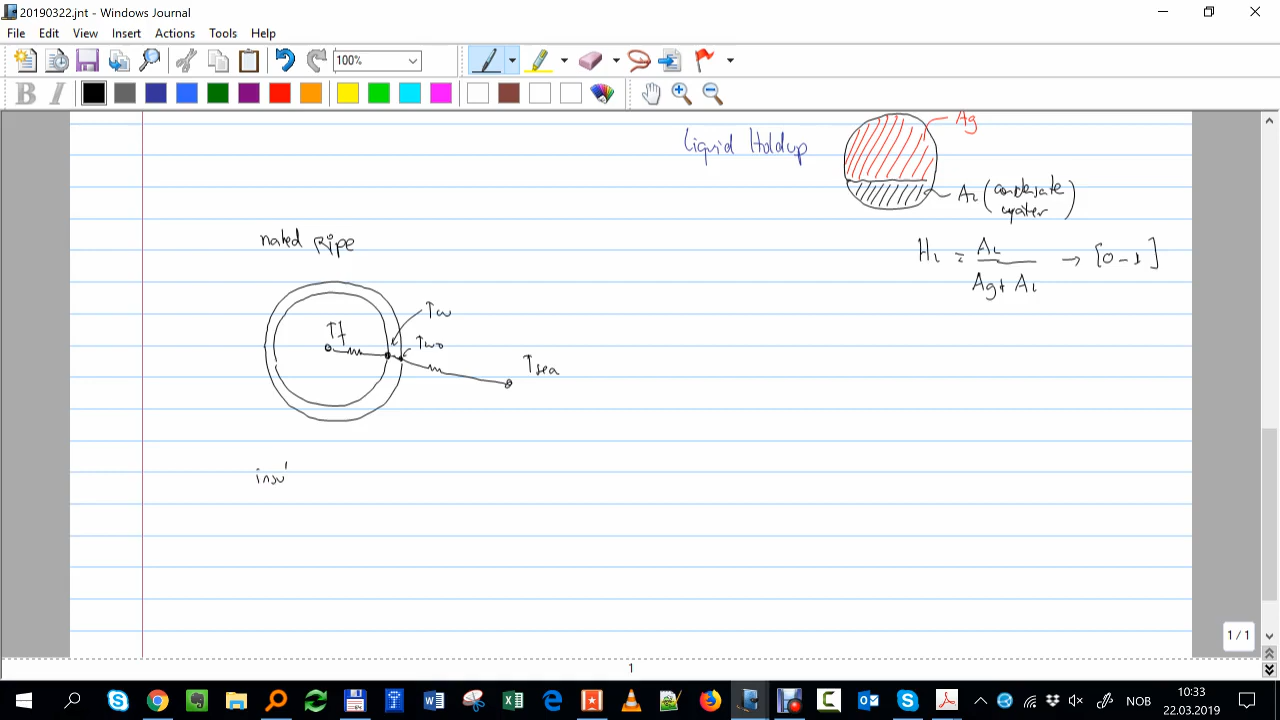 20190322.jnt - Windows Journal
File Edit View Insert Actions Tools Help
100%
B I
Liquid Holdup
Ag
AL (condensate
water)
naked pipe
HL = AL / Ag + AL → [0 - 1]
Tw
Tf
Two
Tsea
insu
1 / 1
1
NOB
10:33
22.03.2019